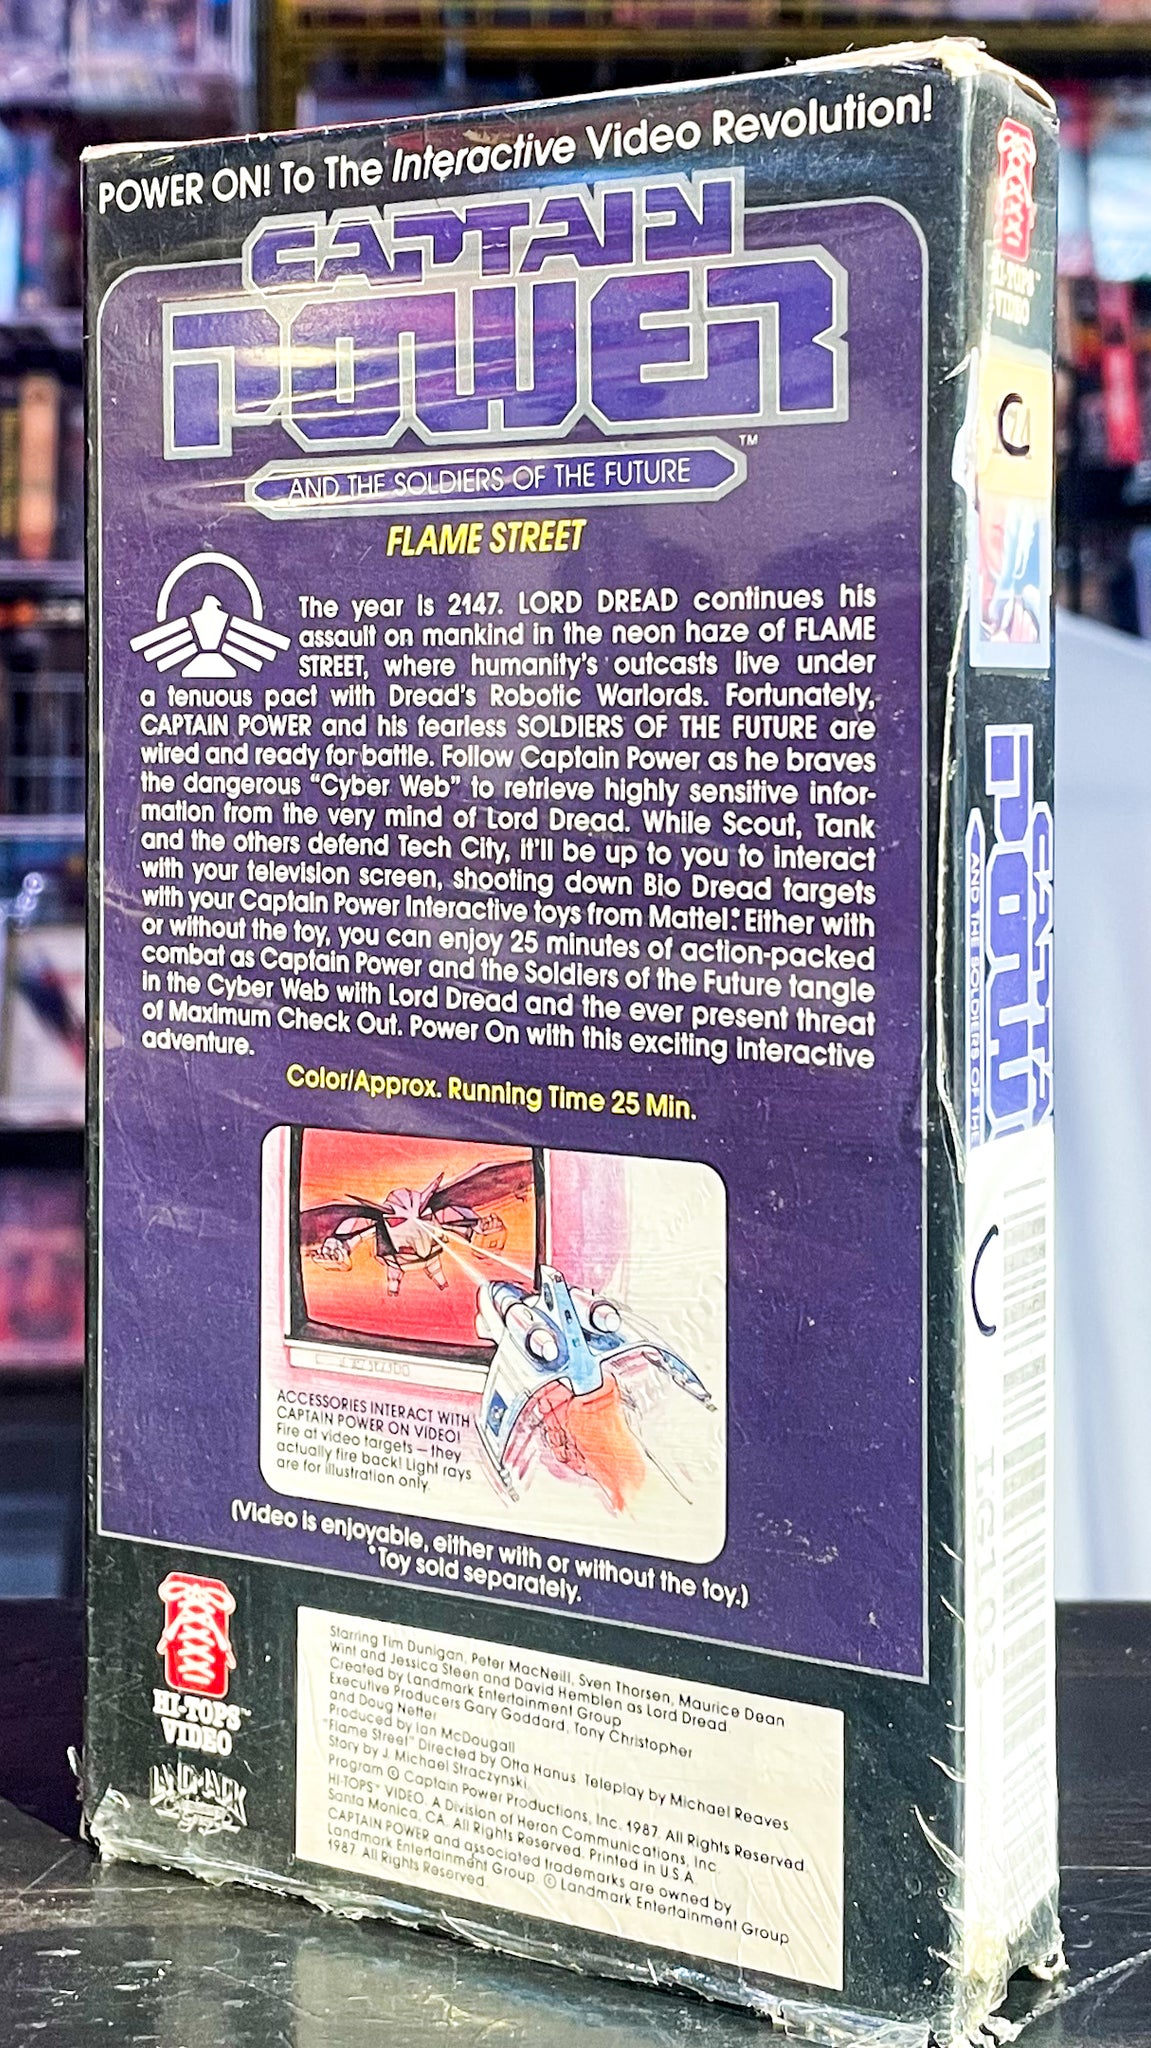 POWER ON! To The Interactive Video Revolution!
CAPTAIN
POWER
TM
AND THE SOLDIERS OF THE FUTURE
FLAME STREET
The year is 2147. LORD DREAD continues his
assault on mankind in the neon haze of FLAME
STREET, where humanity's outcasts live under
a tenuous pact with Dread's Robotic Warlords. Fortunately,
CAPTAIN POWER and his fearless SOLDIERS OF THE FUTURE are
wired and ready for battle. Follow Captain Power as he braves
the dangerous "Cyber Web" to retrieve highly sensitive infor-
mation from the very mind of Lord Dread. While Scout, Tank
and the others defend Tech City, it'll be up to you to interact
with your television screen, shooting down Bio Dread targets
with your Captain Power Interactive toys from Mattel.* Either with
or without the toy, you can enjoy 25 minutes of action-packed
combat as Captain Power and the Soldiers of the Future tangle
in the Cyber Web with Lord Dread and the ever present threat
of Maximum Check Out. Power On with this exciting interactive
adventure.
Color/Approx. Running Time 25 Min.
ACCESSORIES INTERACT WITH
CAPTAIN POWER ON VIDEO!
Fire at video targets — they
actually fire back! Light rays
are for illustration only.
(Video is enjoyable, either with or without the toy.)
*Toy sold separately.
HI-TOPS™
VIDEO
LANDMARK
Starring Tim Dunigan, Peter MacNeill, Sven Thorsen, Maurice Dean
Wint and Jessica Steen and David Hemblen as Lord Dread
Created by Landmark Entertainment Group
Executive Producers Gary Goddard, Tony Christopher
and Doug Netter
Produced by Ian McDougall
"Flame Street" Directed by Otta Hanus. Teleplay by Michael Reaves
Story by J. Michael Straczynski.
Program © Captain Power Productions, Inc. 1987. All Rights Reserved
HI-TOPS™ VIDEO. A Division of Heron Communications, Inc.
Santa Monica, CA. All Rights Reserved. Printed in U.S.A.
CAPTAIN POWER and associated trademarks are owned by
Landmark Entertainment Group. © Landmark Entertainment Group
1987. All Rights Reserved.
HI-TOPS™
VIDEO
C
AND THE SOLDIERS OF THE